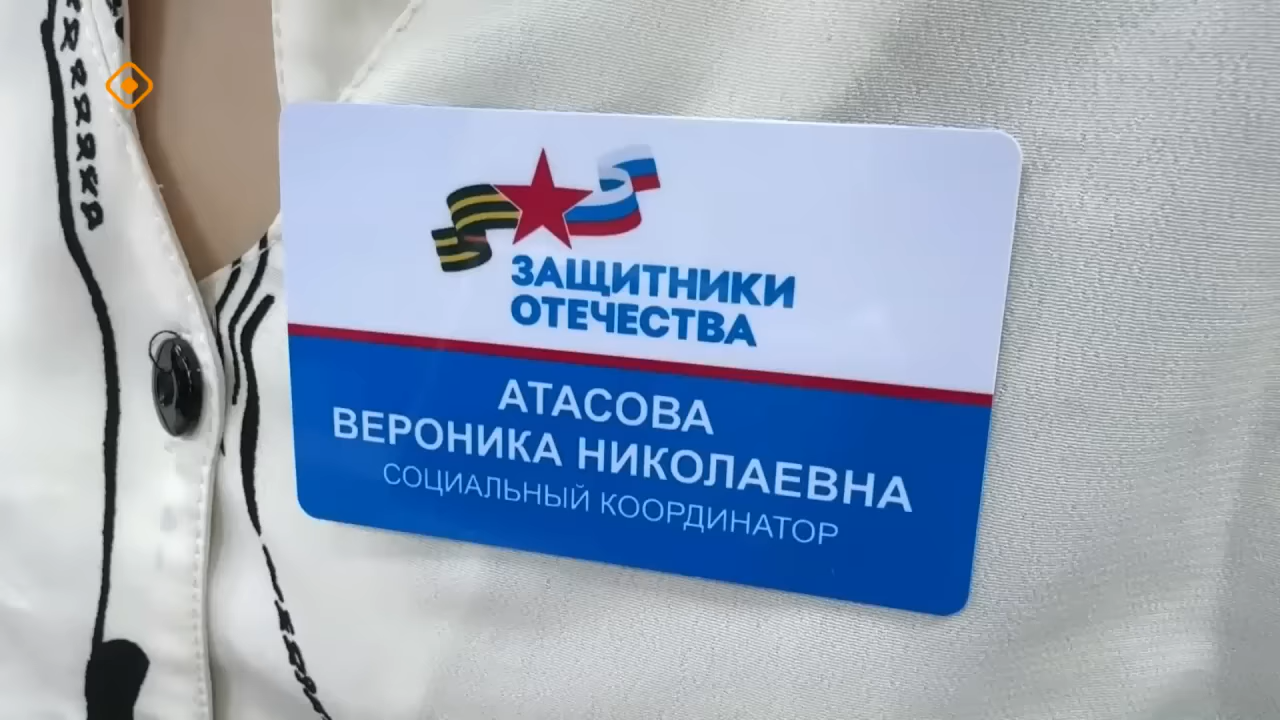 ЗАЩИТНИКИ
ОТЕЧЕСТВА
АТАСОВА
ВЕРОНИКА НИКОЛАЕВНА
СОЦИАЛЬНЫЙ КООРДИНАТОР